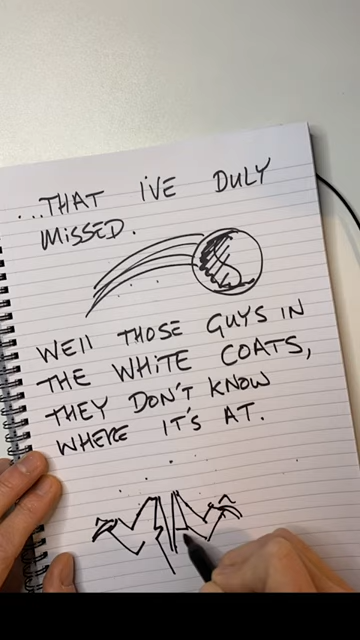 ...THAT I'VE DULY
MISSED.
WELL THOSE GUYS IN
THE WHITE COATS,
THEY DON'T KNOW
WHERE IT'S AT.